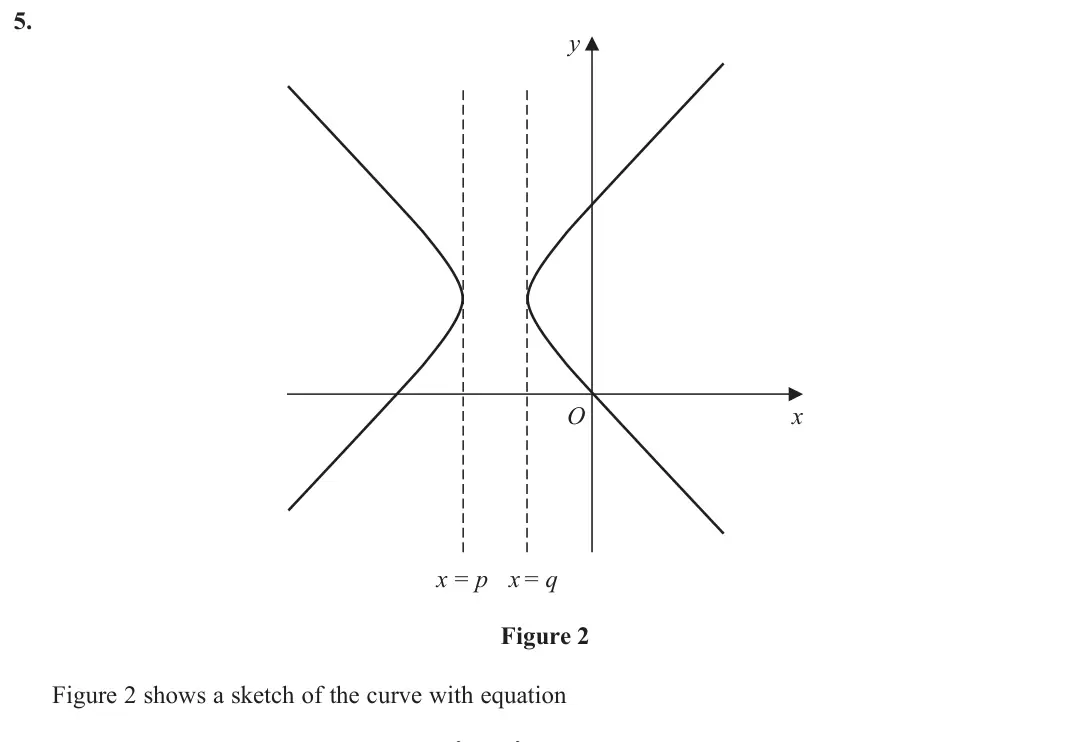 5.
y
O
x
x = p x = q
Figure 2
Figure 2 shows a sketch of the curve with equation